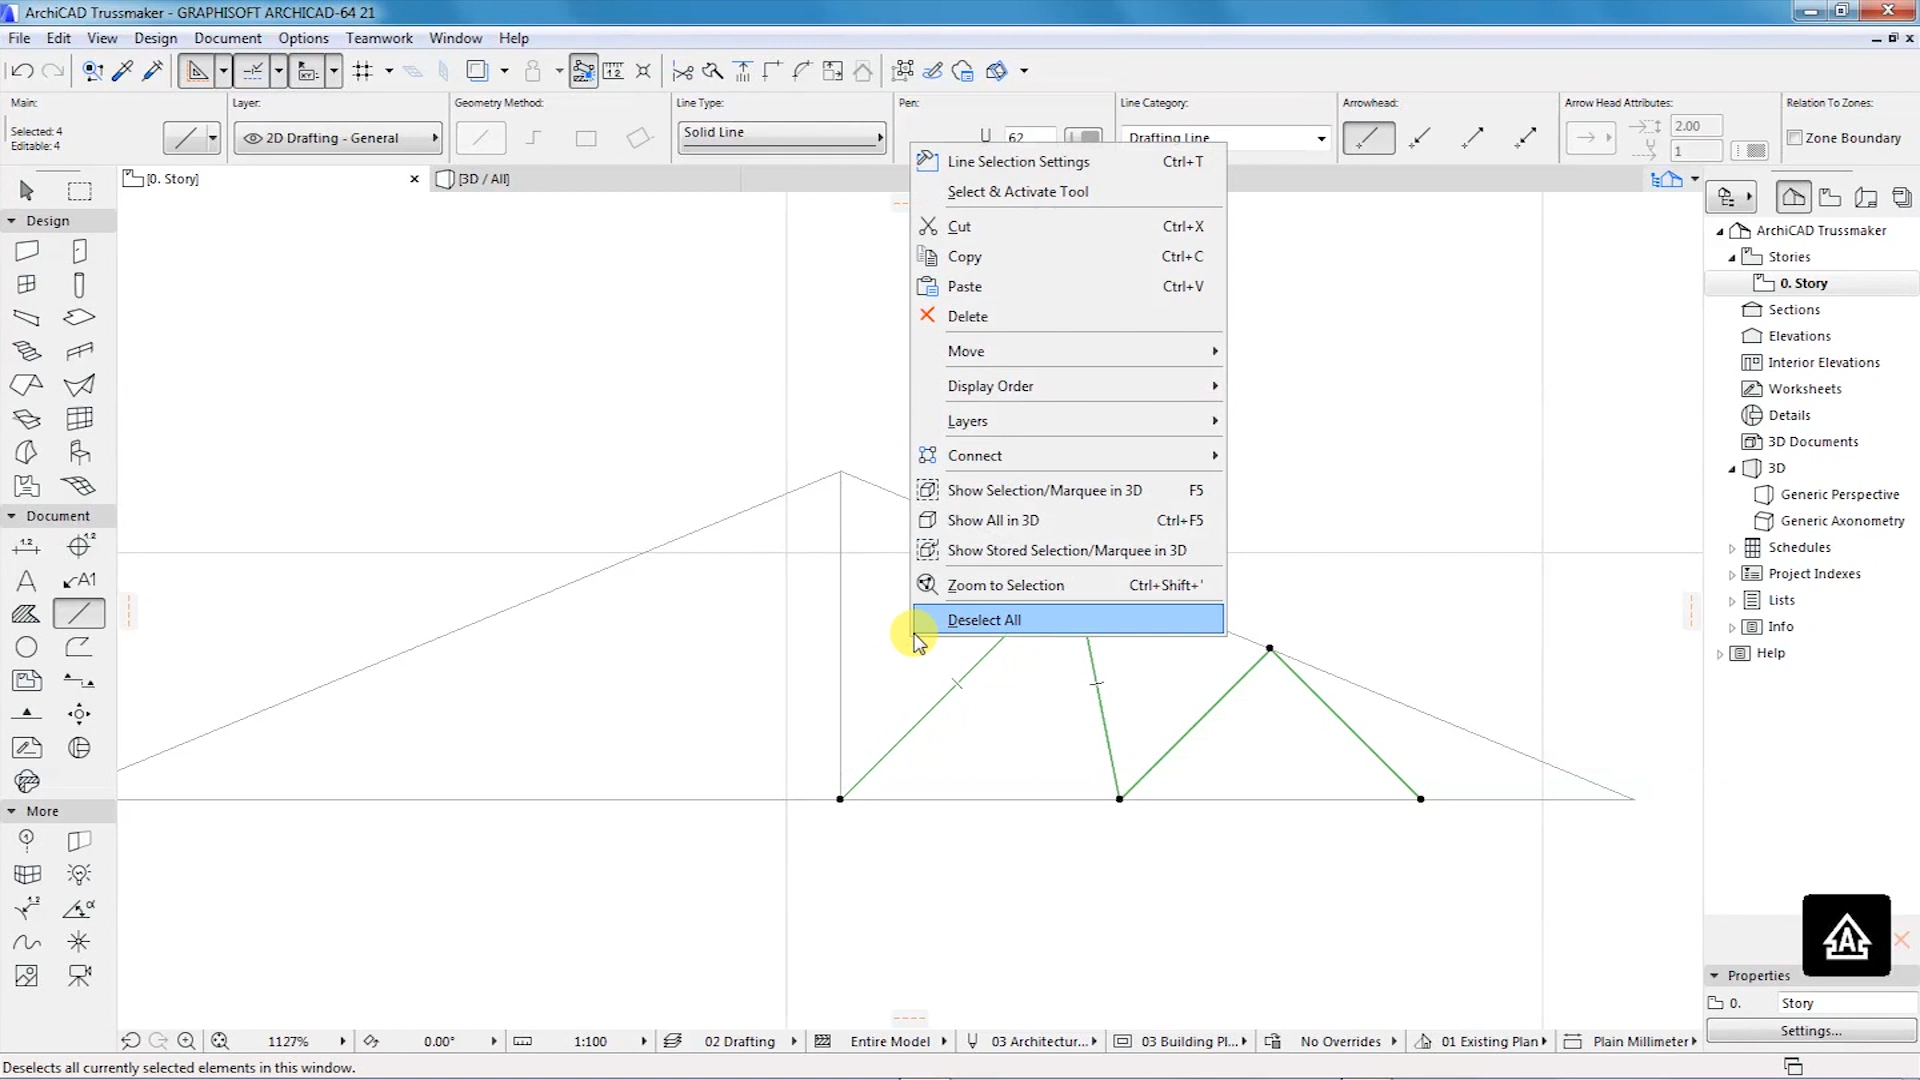 ArchiCAD Trussmaker - GRAPHISOFT ARCHICAD-64 21
File Edit View Design Document Options Teamwork Window Help
Main: Layer: Geometry Method: Line Type: Pen: Line Category: Arrowhead: Arrow Head Attributes: Relation To Zones:
Selected: 4
Editable: 4
2D Drafting - General
Solid Line
62
Drafting Line
2.00
1
Zone Boundary
[0. Story]
[3D / All]
Design
Document
More
Line Selection Settings Ctrl+T
Select & Activate Tool
Cut Ctrl+X
Copy Ctrl+C
Paste Ctrl+V
Delete
Move
Display Order
Layers
Connect
Show Selection/Marquee in 3D F5
Show All in 3D Ctrl+F5
Show Stored Selection/Marquee in 3D
Zoom to Selection Ctrl+Shift+'
Deselect All
ArchiCAD Trussmaker
Stories
0. Story
Sections
Elevations
Interior Elevations
Worksheets
Details
3D Documents
3D
Generic Perspective
Generic Axonometry
Schedules
Project Indexes
Lists
Info
Help
Properties
0. Story
Settings...
1127% 0.00° 1:100 02 Drafting Entire Model 03 Architectur... 03 Building Pl... No Overrides 01 Existing Plan Plain Millimeter
Deselects all currently selected elements in this window.